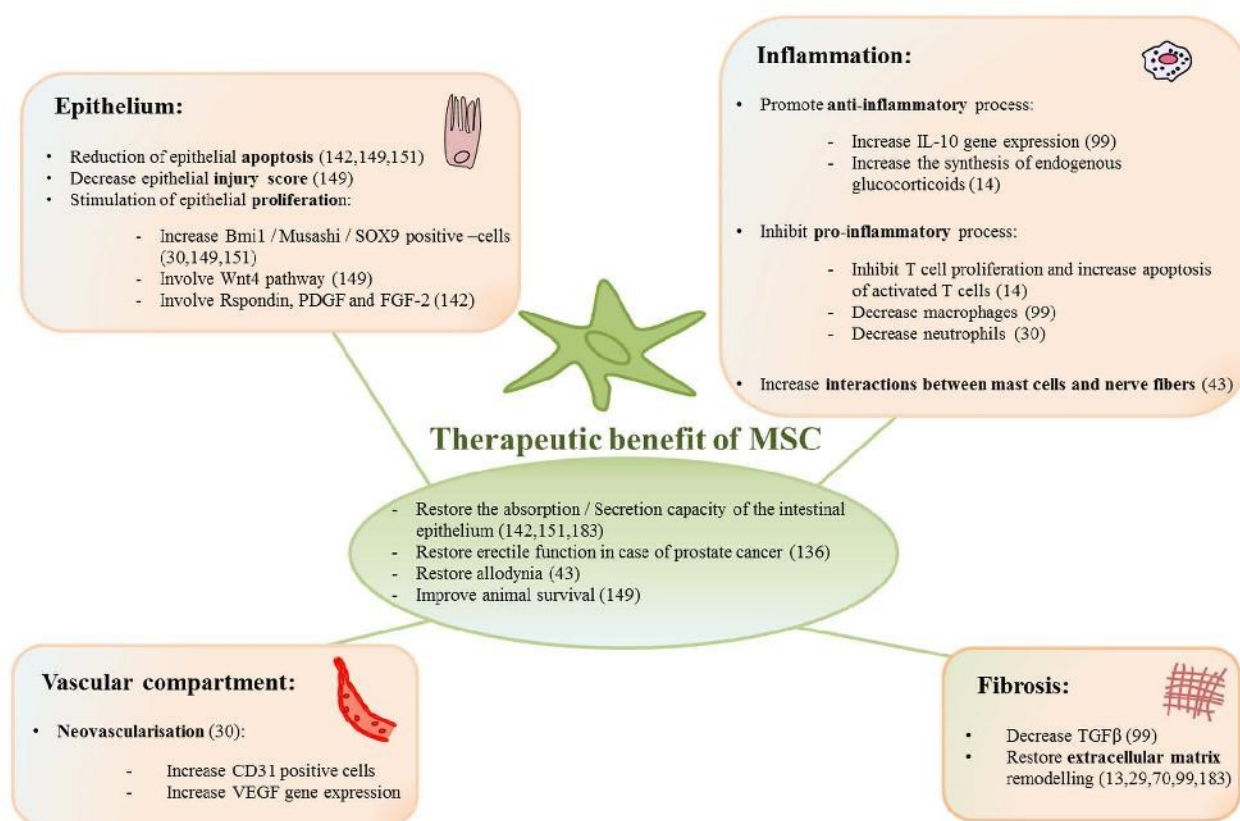 Epithelium:
• Reduction of epithelial apoptosis (142,149,151)
• Decrease epithelial injury score (149)
• Stimulation of epithelial proliferation:
- Increase Bmi1 / Musashi / SOX9 positive –cells
(30,149,151)
- Involve Wnt4 pathway (149)
- Involve Rspondin, PDGF and FGF-2 (142)
Inflammation:
• Promote anti-inflammatory process:
- Increase IL-10 gene expression (99)
- Increase the synthesis of endogenous
glucocorticoids (14)
• Inhibit pro-inflammatory process:
- Inhibit T cell proliferation and increase apoptosis
of activated T cells (14)
- Decrease macrophages (99)
- Decrease neutrophils (30)
• Increase interactions between mast cells and nerve fibers (43)
Therapeutic benefit of MSC
- Restore the absorption / Secretion capacity of the intestinal
epithelium (142,151,183)
- Restore erectile function in case of prostate cancer (136)
- Restore allodynia (43)
- Improve animal survival (149)
Vascular compartment:
• Neovascularisation (30):
- Increase CD31 positive cells
- Increase VEGF gene expression
Fibrosis:
• Decrease TGFβ (99)
• Restore extracellular matrix
remodelling (13,29,70,99,183)